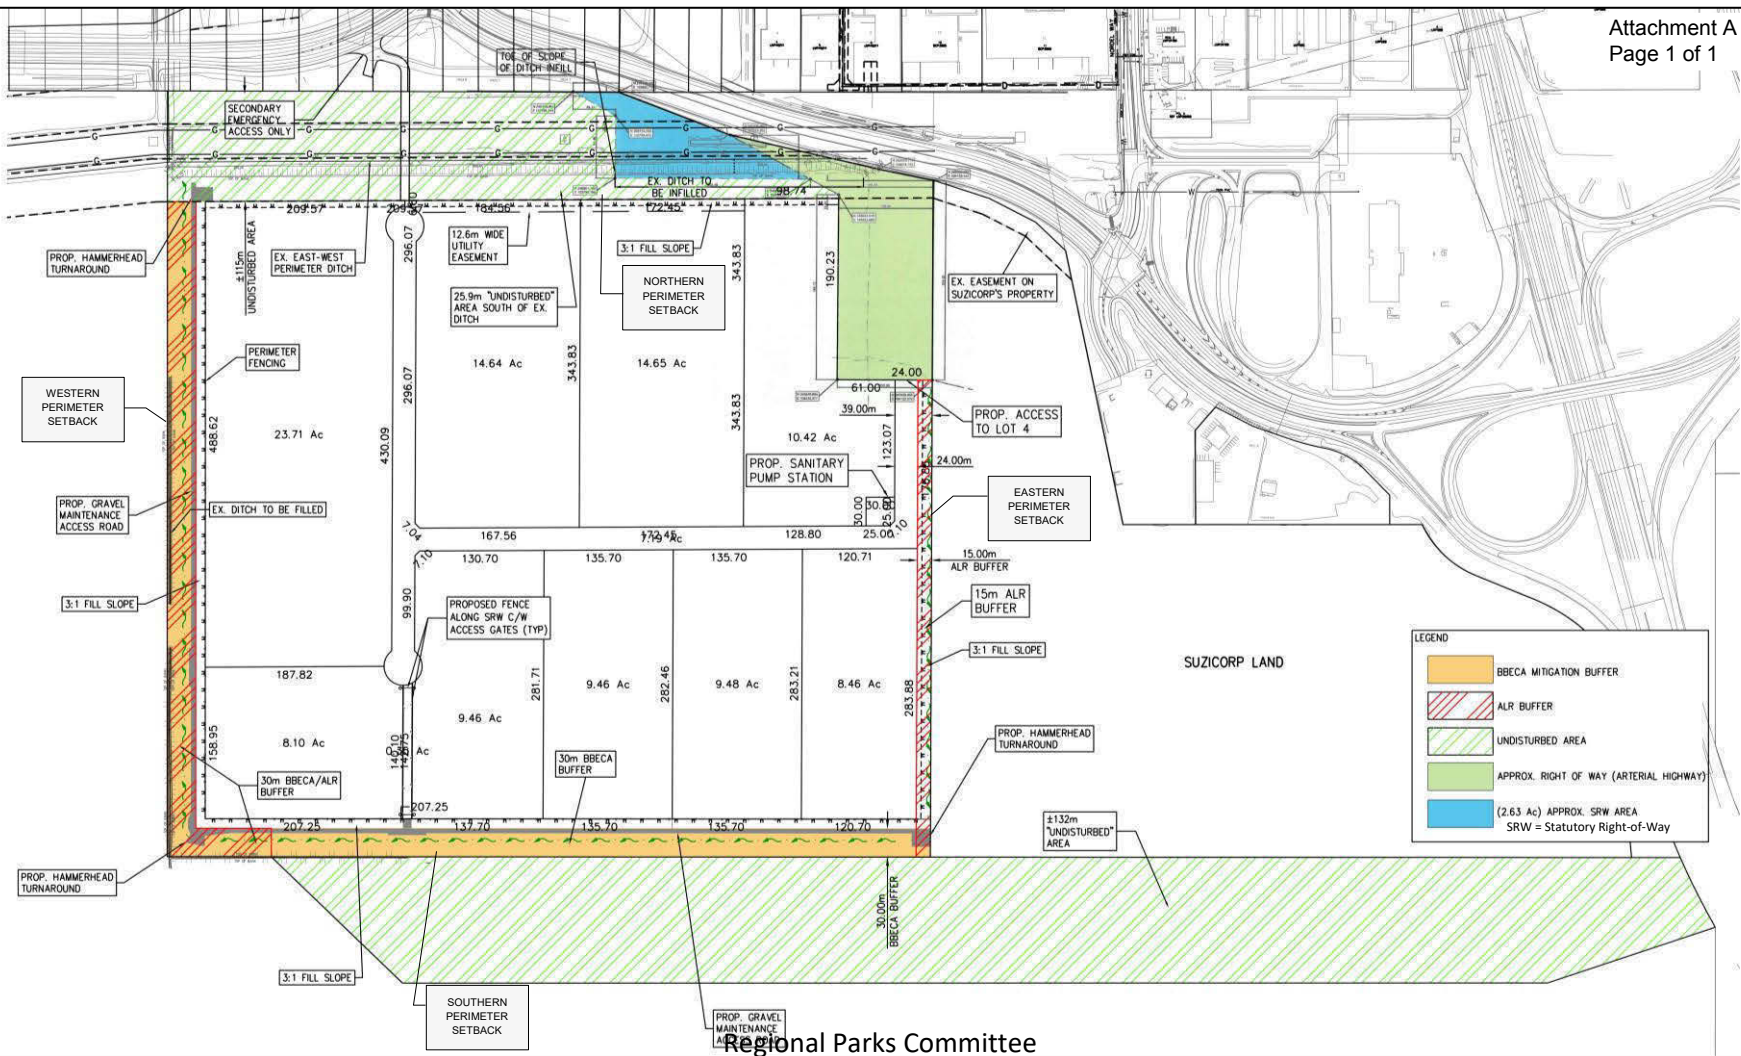 Attachment A
Page 1 of 1
TOE OF SLOPE
OF DITCH INFILL
SECONDARY
EMERGENCY
ACCESS ONLY
NORDEL WAY
G G G G G G G G
G G G G G G G G
D D
W
EX. DITCH TO
BE INFILLED
98.74
209.57
184.56
172.45
PROP. HAMMERHEAD
TURNAROUND
±115m
UNDISTURBED AREA
EX. EAST-WEST
PERIMETER DITCH
296.07
12.6m WIDE
UTILITY
EASEMENT
3:1 FILL SLOPE
343.83
190.23
25.9m "UNDISTURBED"
AREA SOUTH OF EX.
DITCH
NORTHERN
PERIMETER
SETBACK
EX. EASEMENT ON
SUZICORP'S PROPERTY
PERIMETER
FENCING
14.64 Ac
343.83
14.65 Ac
24.00
61.00
WESTERN
PERIMETER
SETBACK
296.07
343.83
39.00m
PROP. ACCESS
TO LOT 4
488.62
23.71 Ac
430.09
10.42 Ac
123.07
PROP. SANITARY
PUMP STATION
24.00m
EASTERN
PERIMETER
SETBACK
PROP. GRAVEL
MAINTENANCE
ACCESS ROAD
EX. DITCH TO BE FILLED
30.00
25.00
7.04
167.56
128.80
25.00
7.10
130.70
135.70
135.70
120.71
15.00m
ALR BUFFER
3:1 FILL SLOPE
99.90
PROPOSED FENCE
ALONG SRW C/W
ACCESS GATES (TYP)
15m ALR
BUFFER
3:1 FILL SLOPE
SUZICORP LAND
187.82
281.71
9.46 Ac
282.46
9.48 Ac
283.21
8.46 Ac
283.88
9.46 Ac
158.95
8.10 Ac
140.10
30m BBECA/ALR
BUFFER
30m BBECA
BUFFER
PROP. HAMMERHEAD
TURNAROUND
207.25
207.25
137.70
135.70
135.70
120.70
LEGEND
BBECA MITIGATION BUFFER
ALR BUFFER
UNDISTURBED AREA
APPROX. RIGHT OF WAY (ARTERIAL HIGHWAY)
(2.63 Ac) APPROX. SRW AREA
SRW = Statutory Right-of-Way
±132m
"UNDISTURBED"
AREA
PROP. HAMMERHEAD
TURNAROUND
30.00m
BBECA BUFFER
3:1 FILL SLOPE
SOUTHERN
PERIMETER
SETBACK
PROP. GRAVEL
MAINTENANCE
ACCESS ROAD
Regional Parks Committee